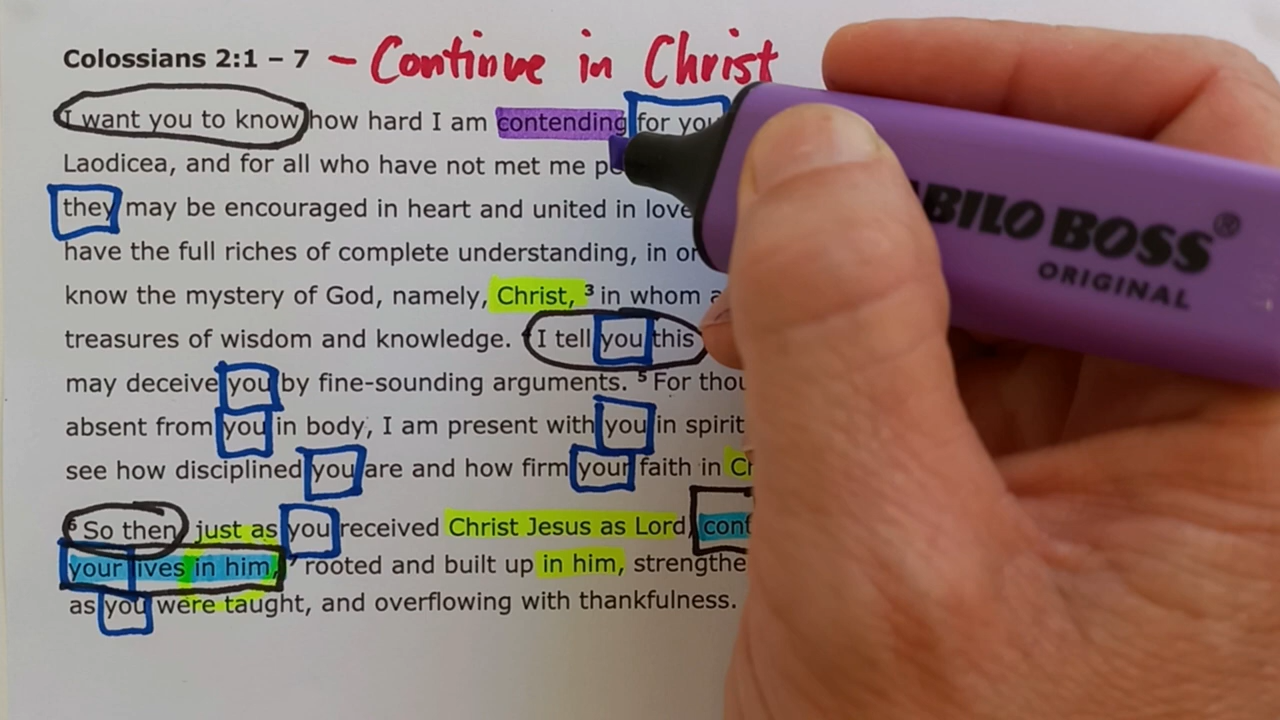 Colossians 2:1 – 7 – Continue in Christ
I want you to know how hard I am contending for you
Laodicea, and for all who have not met me
they may be encouraged in heart and united in love
have the full riches of complete understanding, in
know the mystery of God, namely, Christ, ³ in whom
treasures of wisdom and knowledge. I tell you this
may deceive you by fine-sounding arguments. ⁵ For
absent from you in body, I am present with you in spirit
see how disciplined you are and how firm your faith in
⁶ So then just as you received Christ Jesus as Lord,
your lives in him, ⁷ rooted and built up in him,
as you were taught, and overflowing with thankfulness.
BILO BOSS®
ORIGINAL